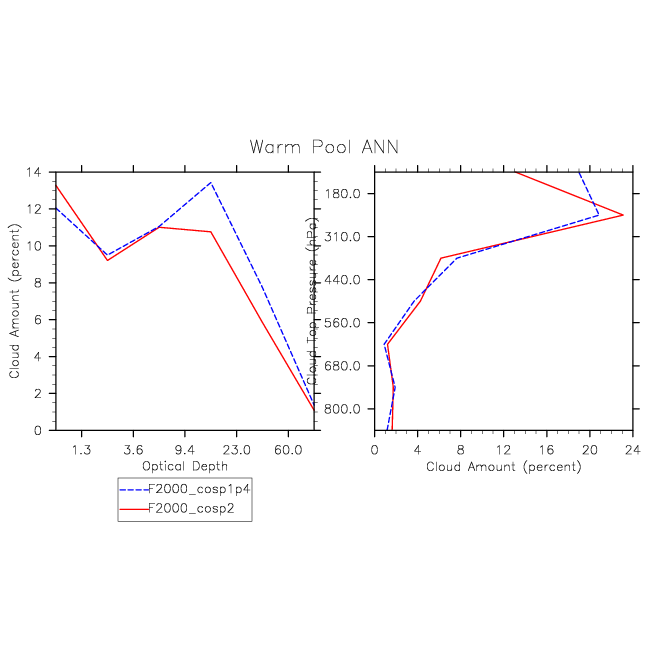 Warm Pool ANN
14
12
10
8
6
4
2
0
Cloud Amount (percent)
1.3 3.6 9.4 23.0 60.0
Optical Depth
Cloud Top Pressure (hPa)
180.0
310.0
440.0
560.0
680.0
800.0
0 4 8 12 16 20 24
Cloud Amount (percent)
F2000_cosp1p4
F2000_cosp2